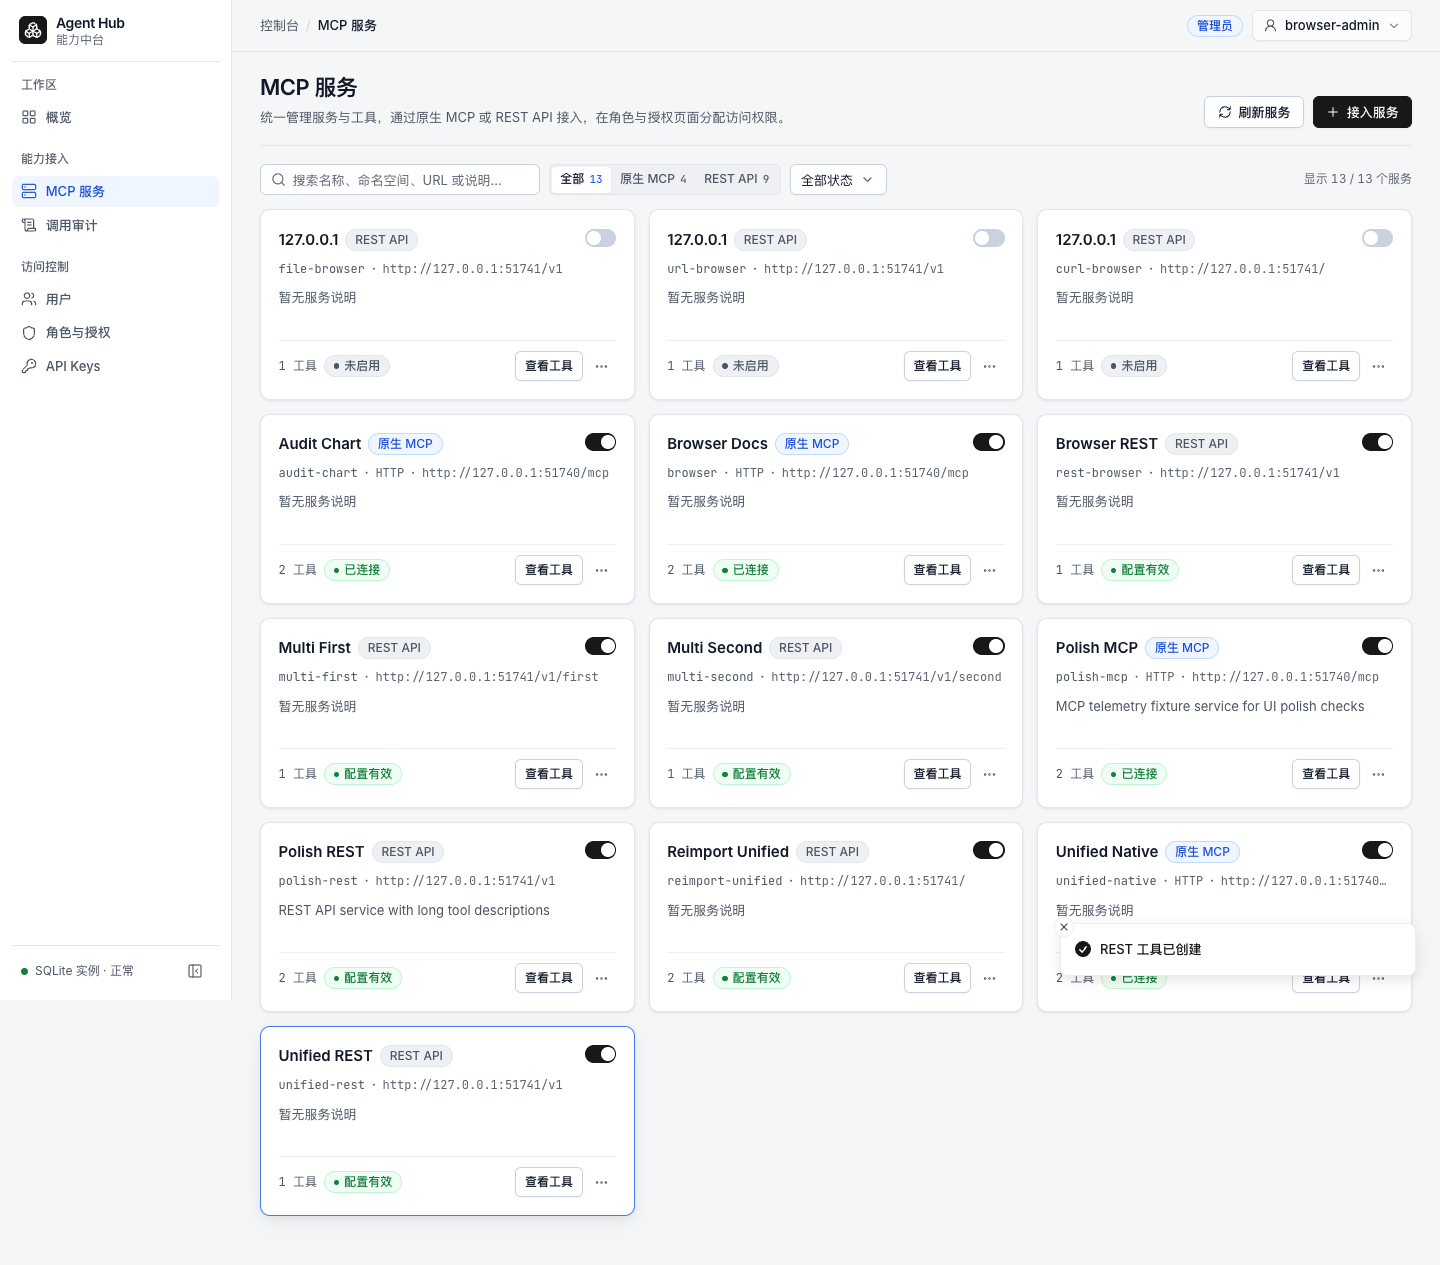 Agent Hub
能力中台
工作区
概览
能力接入
MCP 服务
调用审计
访问控制
用户
角色与授权
API Keys
SQLite 实例 · 正常
控制台 / MCP 服务
管理员
browser-admin
MCP 服务
统一管理服务与工具，通过原生 MCP 或 REST API 接入，在角色与授权页面分配访问权限。
刷新服务
接入服务
搜索名称、命名空间、URL 或说明...
全部 13
原生 MCP 4
REST API 9
全部状态
显示 13 / 13 个服务
127.0.0.1 REST API
file-browser · http://127.0.0.1:51741/v1
暂无服务说明
1 工具 未启用 查看工具
127.0.0.1 REST API
url-browser · http://127.0.0.1:51741/v1
暂无服务说明
1 工具 未启用 查看工具
127.0.0.1 REST API
curl-browser · http://127.0.0.1:51741/
暂无服务说明
1 工具 未启用 查看工具
Audit Chart 原生 MCP
audit-chart · HTTP · http://127.0.0.1:51740/mcp
暂无服务说明
2 工具 已连接 查看工具
Browser Docs 原生 MCP
browser · HTTP · http://127.0.0.1:51740/mcp
暂无服务说明
2 工具 已连接 查看工具
Browser REST REST API
rest-browser · http://127.0.0.1:51741/v1
暂无服务说明
1 工具 配置有效 查看工具
Multi First REST API
multi-first · http://127.0.0.1:51741/v1/first
暂无服务说明
1 工具 配置有效 查看工具
Multi Second REST API
multi-second · http://127.0.0.1:51741/v1/second
暂无服务说明
1 工具 配置有效 查看工具
Polish MCP 原生 MCP
polish-mcp · HTTP · http://127.0.0.1:51740/mcp
MCP telemetry fixture service for UI polish checks
2 工具 已连接 查看工具
Polish REST REST API
polish-rest · http://127.0.0.1:51741/v1
REST API service with long tool descriptions
2 工具 配置有效 查看工具
Reimport Unified REST API
reimport-unified · http://127.0.0.1:51741/
暂无服务说明
2 工具 配置有效 查看工具
Unified Native 原生 MCP
unified-native · HTTP · http://127.0.0.1:51740…
暂无服务说明
REST 工具已创建
2 工具 已连接 查看工具
Unified REST REST API
unified-rest · http://127.0.0.1:51741/v1
暂无服务说明
1 工具 配置有效 查看工具